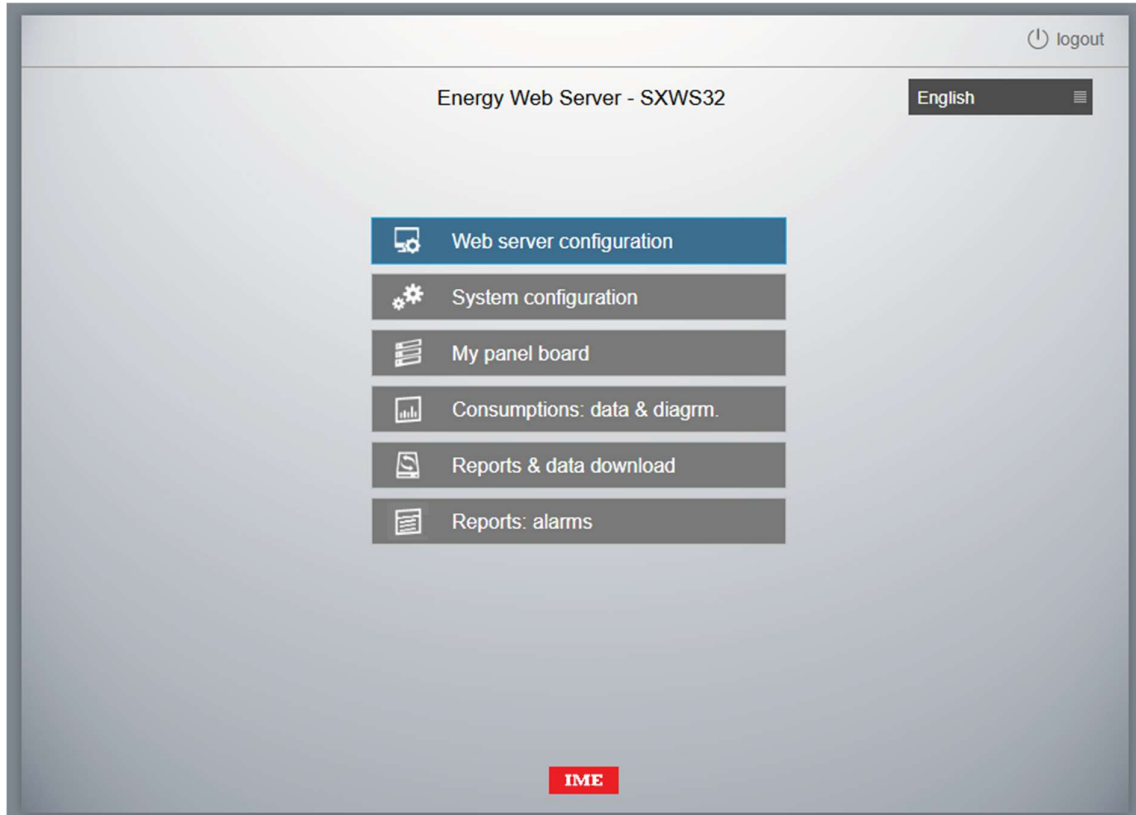 logout
Energy Web Server - SXWS32
English
Web server configuration
System configuration
My panel board
Consumptions: data & diagrm.
Reports & data download
Reports: alarms
IME